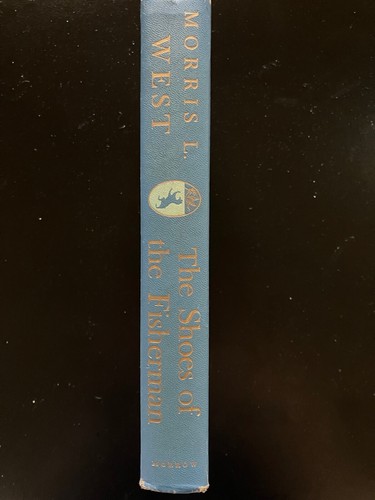 MORRIS L.
WEST
The Shoes of
the Fisherman